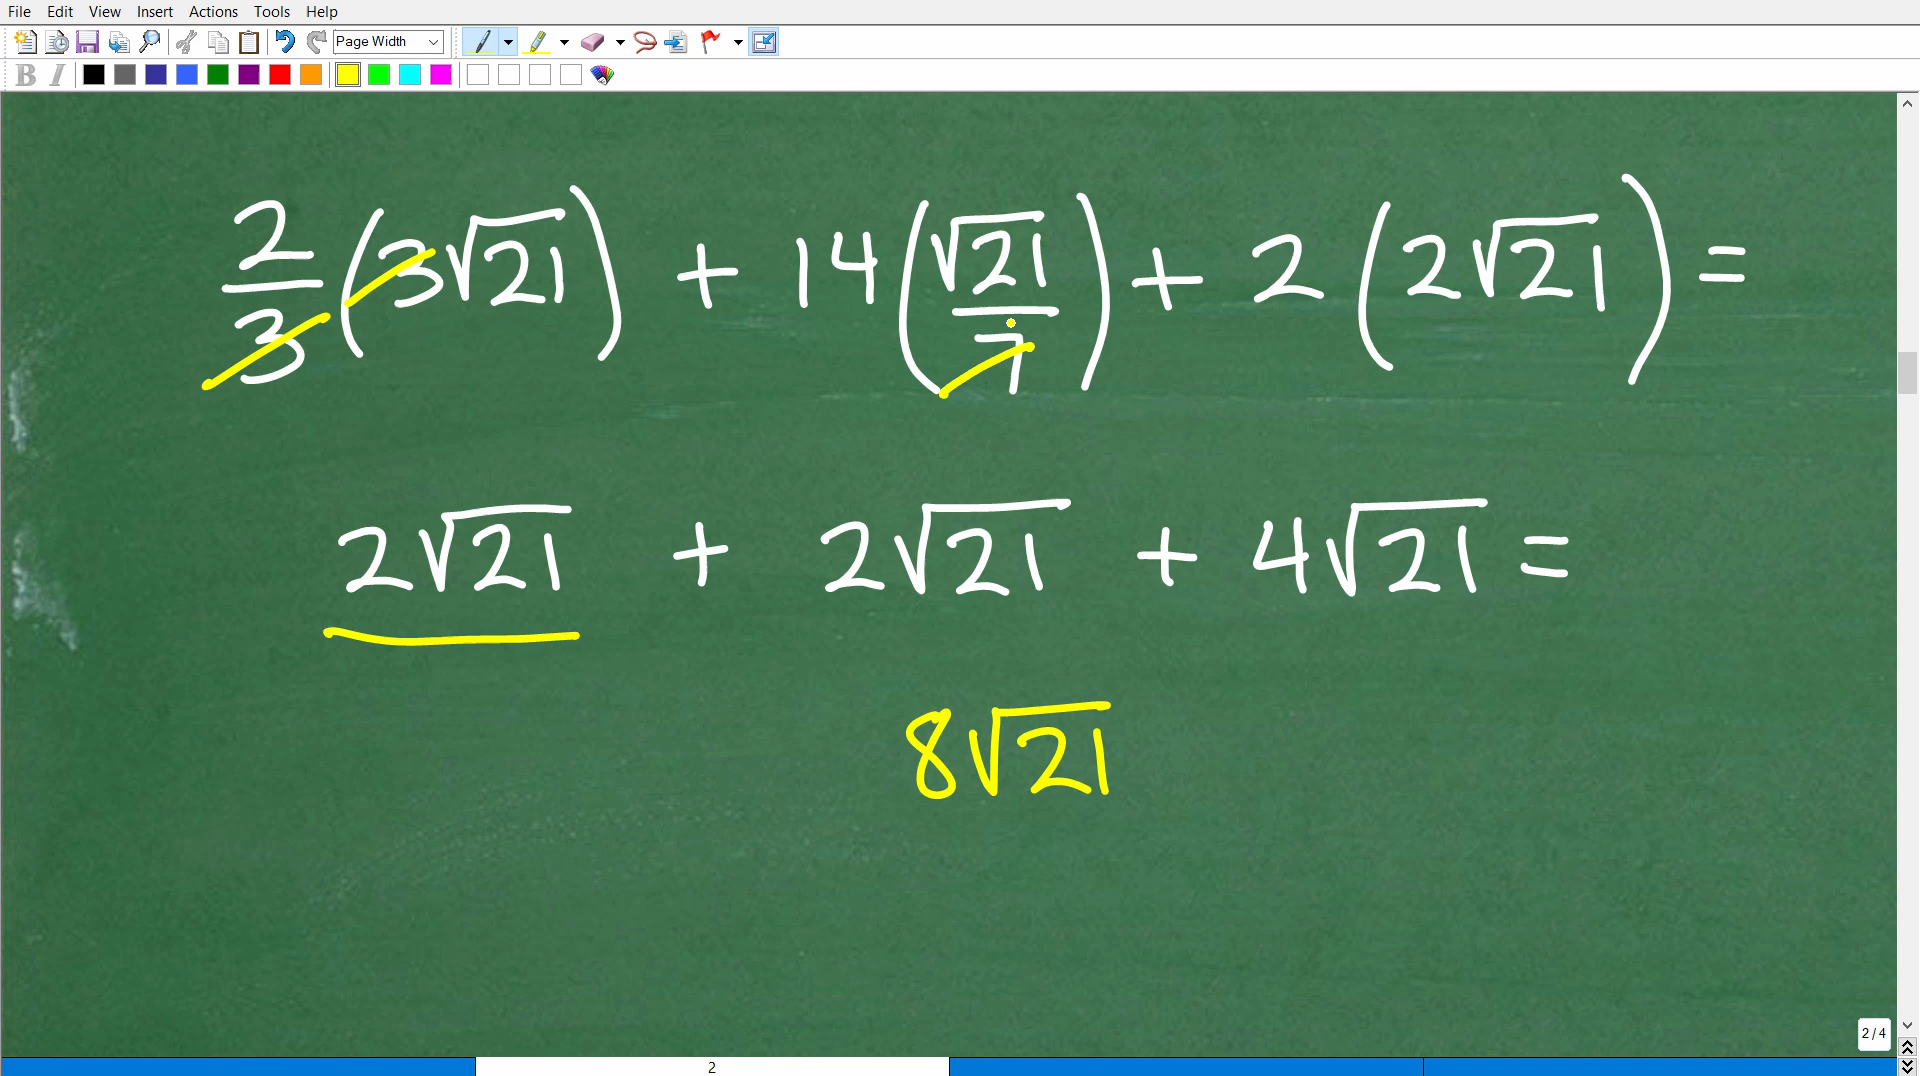 File Edit View Insert Actions Tools Help
Page Width
B I
2/3 (3√21) + 14(√21/7) + 2(2√21) =
2√21 + 2√21 + 4√21 =
8√21
2 / 4
2